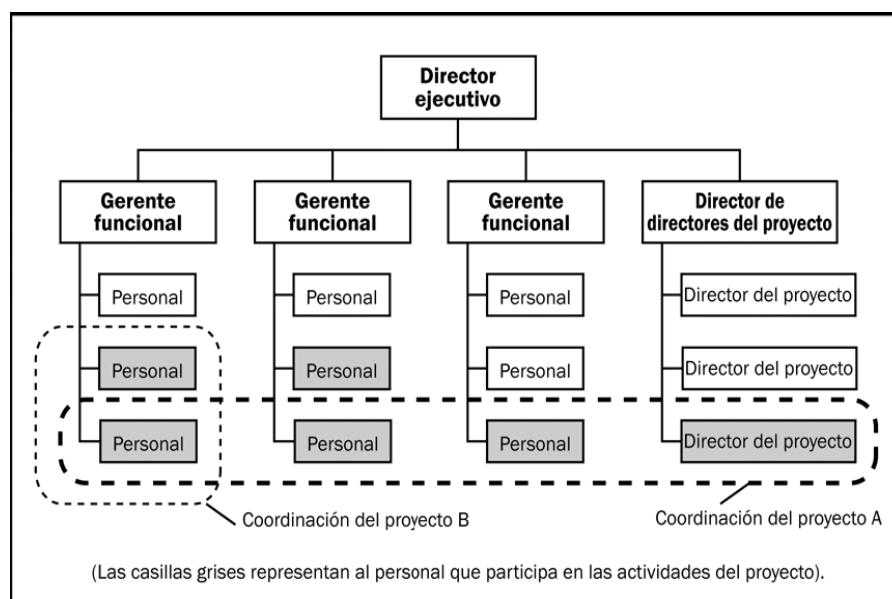 Director
ejecutivo
Gerente
funcional
Gerente
funcional
Gerente
funcional
Director de
directores del proyecto
Personal
Personal
Personal
Director del proyecto
Personal
Personal
Personal
Director del proyecto
Personal
Personal
Personal
Director del proyecto
Coordinación del proyecto B
Coordinación del proyecto A
(Las casillas grises representan al personal que participa en las actividades del proyecto).